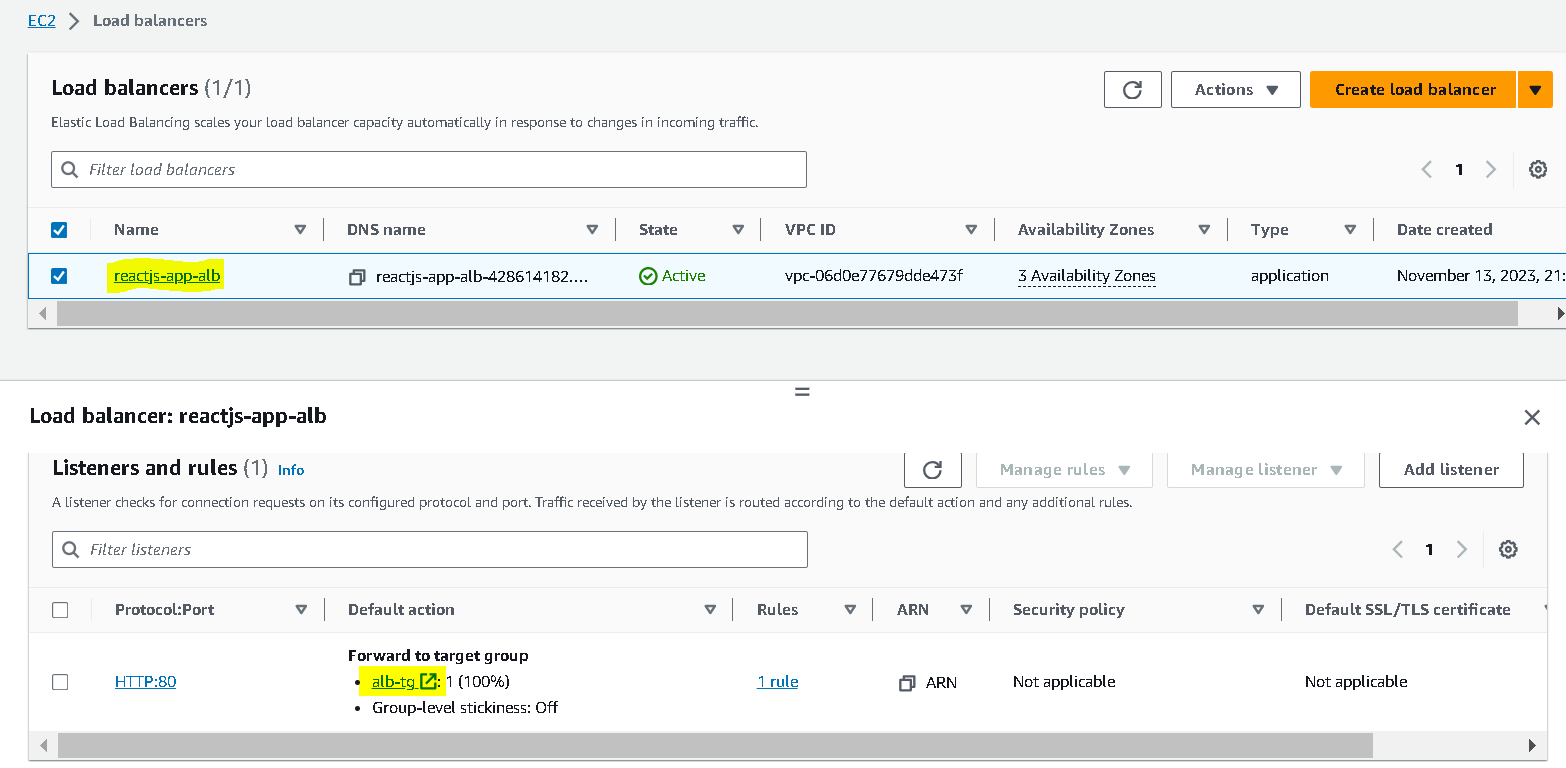 EC2 Load balancers
Load balancers (1/1)
Actions
Create load balancer
Elastic Load Balancing scales your load balancer capacity automatically in response to changes in incoming traffic.
Filter load balancers
1
Name DNS name State VPC ID Availability Zones Type Date created
reactjs-app-alb reactjs-app-alb-428614182.... Active vpc-06d0e77679dde473f 3 Availability Zones application November 13, 2023, 21:
Load balancer: reactjs-app-alb
Listeners and rules (1) Info
Manage rules
Manage listener
Add listener
A listener checks for connection requests on its configured protocol and port. Traffic received by the listener is routed according to the default action and any additional rules.
Filter listeners
1
Protocol:Port Default action Rules ARN Security policy Default SSL/TLS certificate
Forward to target group
HTTP:80 • alb-tg : 1 (100%) 1 rule ARN Not applicable Not applicable
• Group-level stickiness: Off